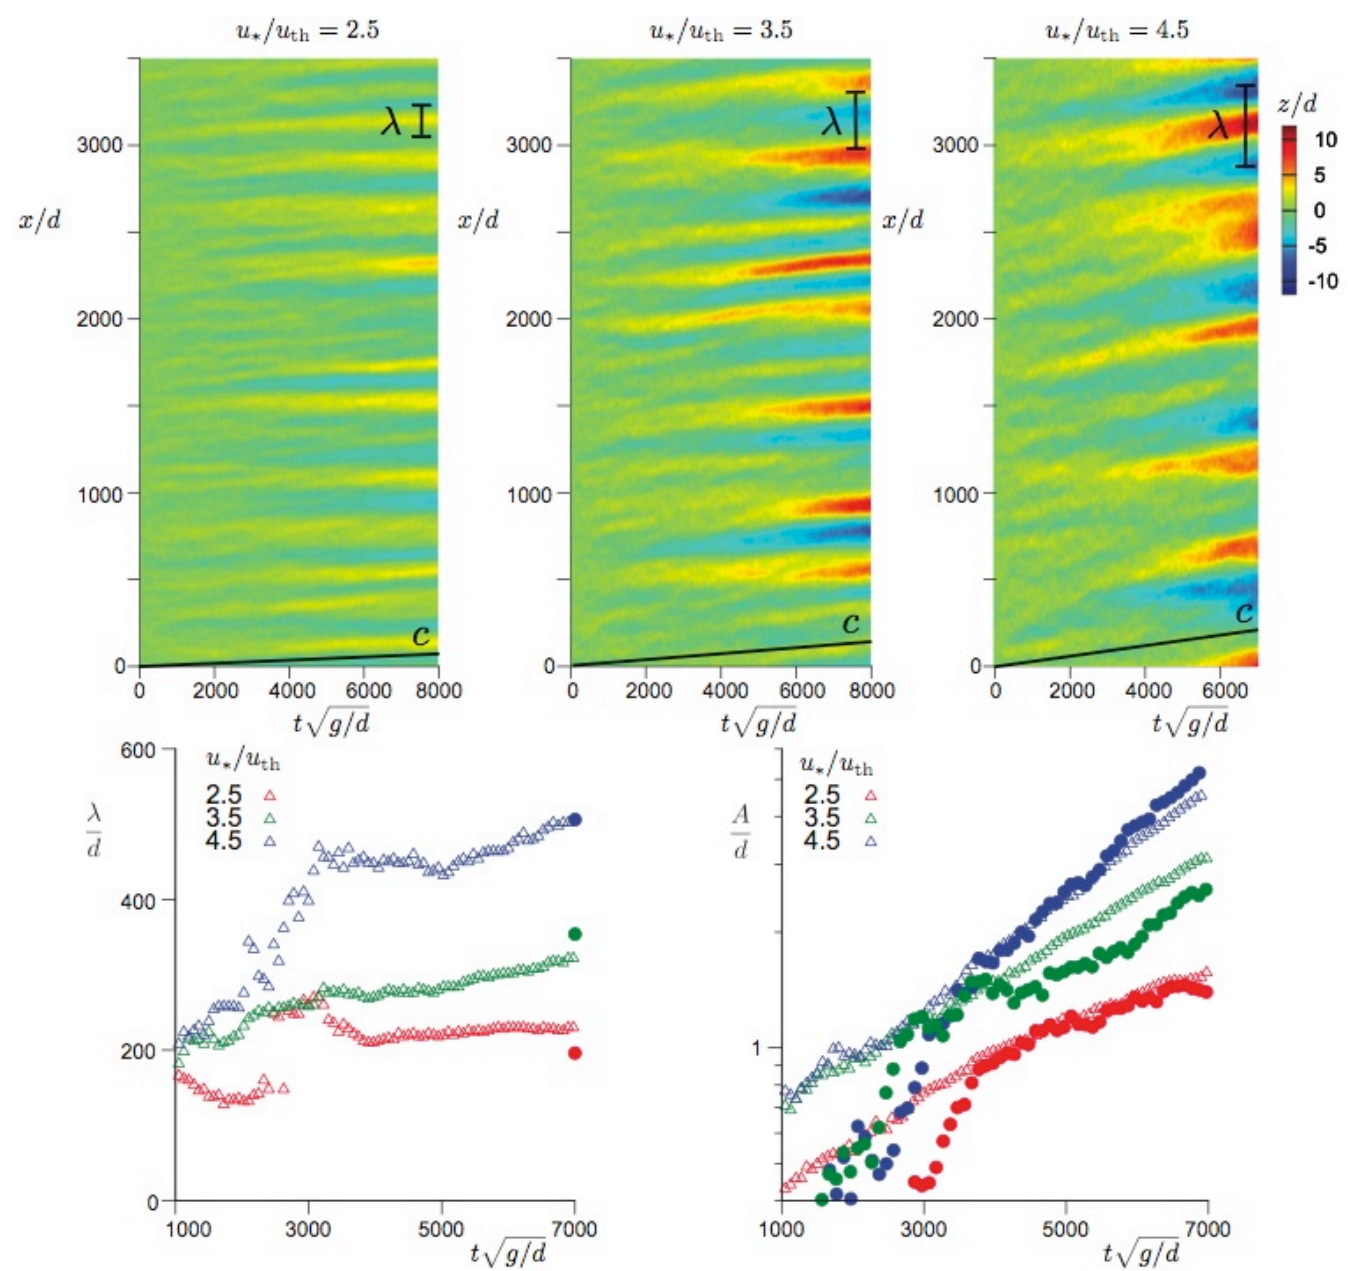 u∗/uth = 2.5
u∗/uth = 3.5
u∗/uth = 4.5
λ
λ
λ
z/d
10
5
0
-5
-10
3000
2000
1000
0
x/d
3000
2000
1000
0
x/d
3000
2000
1000
0
x/d
c
c
c
0 2000 4000 6000 8000
0 2000 4000 6000 8000
0 2000 4000 6000
t√g/d
t√g/d
t√g/d
600
400
200
0
λ/d
u∗/uth
2.5
3.5
4.5
1000 3000 5000 7000
t√g/d
A/d
1
u∗/uth
2.5
3.5
4.5
1000 3000 5000 7000
t√g/d